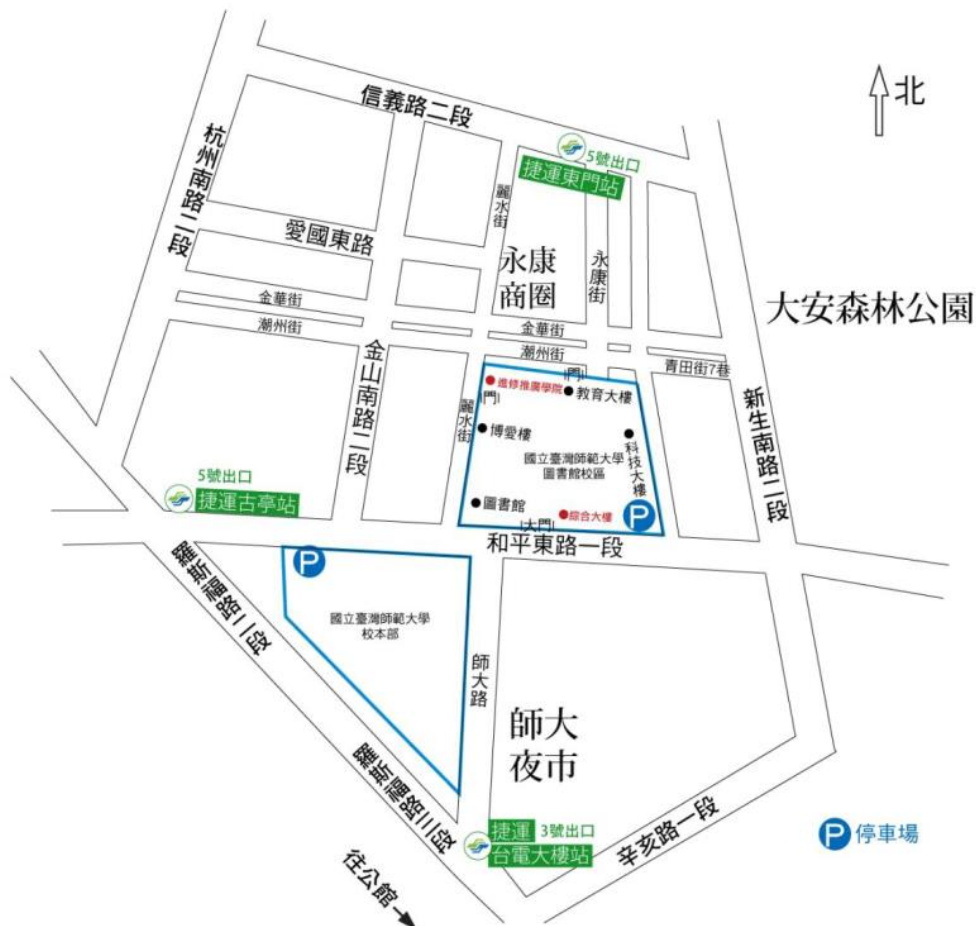 北
信義路二段
5號出口
捷運東門站
杭州南路二段
麗水街
愛國東路
永康
商圈
永康街
大安森林公園
金華街
潮州街
金華街
潮州街
青田街7巷
金山南路二段
麗水街
新生南路二段
進修推廣學院
門
門
教育大樓
博愛樓
科技大樓
國立臺灣師範大學
圖書館校區
5號出口
捷運古亭站
圖書館
綜合大樓
P
大門
和平東路一段
P
羅斯福路二段
國立臺灣師範大學
校本部
師大路
師大
夜市
羅斯福路三段
捷運 3號出口
台電大樓站
辛亥路一段
P 停車場
往公館